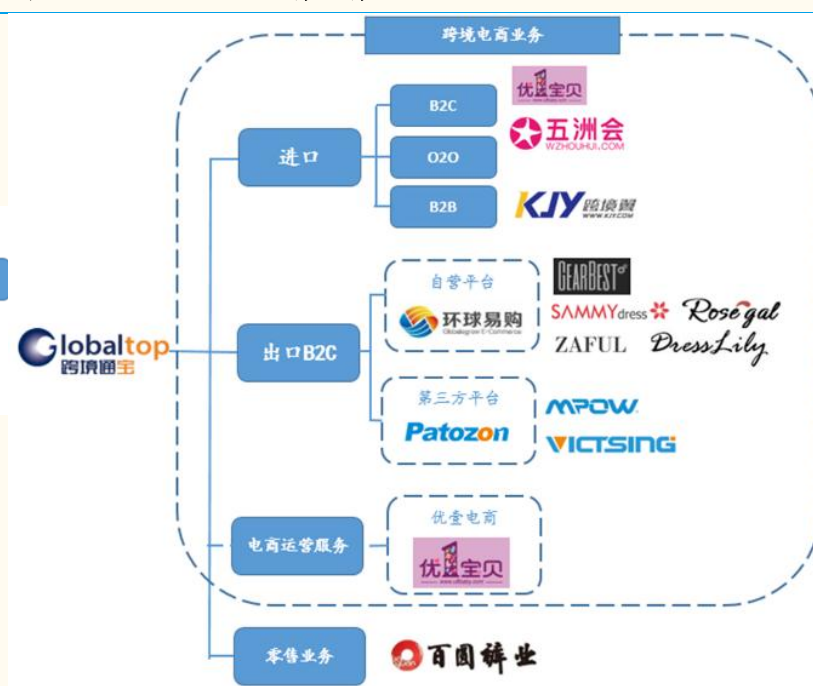 跨境电商业务
B2C
优壹宝贝
五洲会
WZHOUHUI.COM
进口
O2O
B2B
KJY 跨境翼
WWW.KJY.COM
自营平台
环球易购
Globalegrow E-Commerce
GEARBEST
SAMMYdress
Rosegal
ZAFUL
DressLily
Globaltop
跨境通宝
出口B2C
第三方平台
Patozon
MPOW
VICTSING
电商运营服务
优壹电商
优壹宝贝
零售业务
百圆裤业